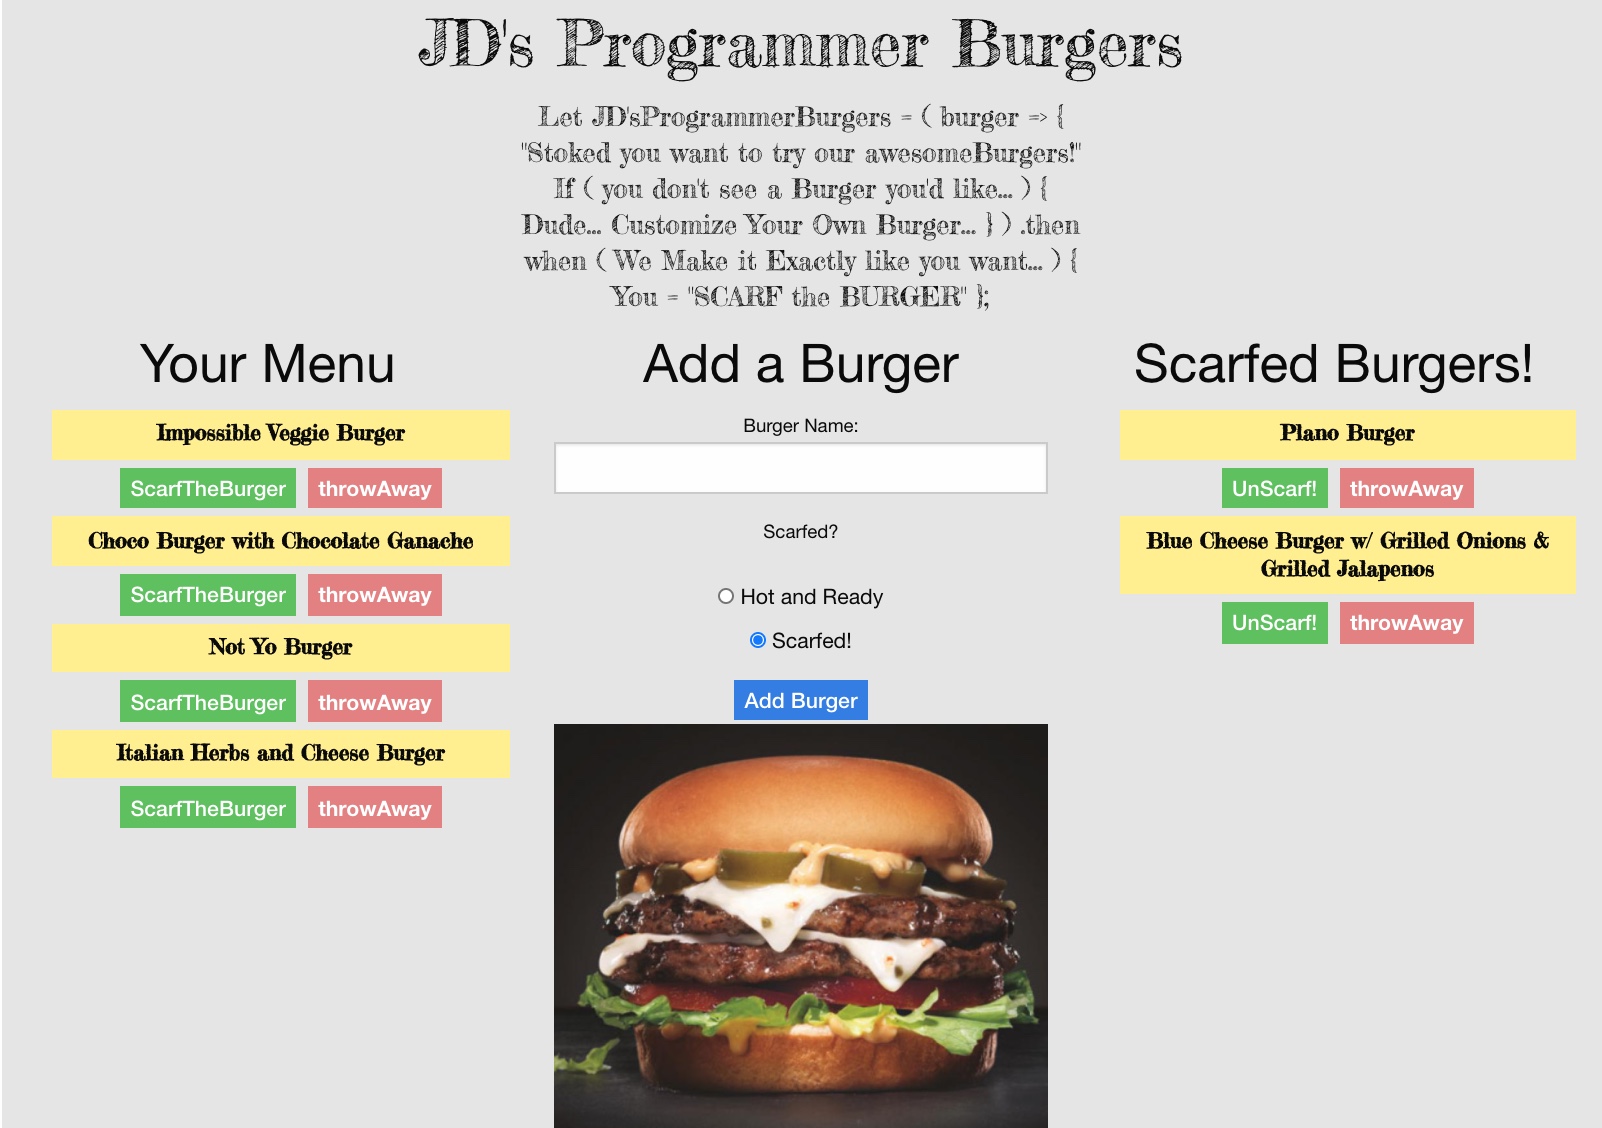 JD's Programmer Burgers
Let JD'sProgrammerBurgers = ( burger => {
"Stoked you want to try our awesomeBurgers!"
If ( you don't see a Burger you'd like... ) {
Dude... Customize Your Own Burger... } ) .then
when ( We Make it Exactly like you want... ) {
You = "SCARF the BURGER" };
Your Menu
Impossible Veggie Burger
ScarfTheBurger throwAway
Choco Burger with Chocolate Ganache
ScarfTheBurger throwAway
Not Yo Burger
ScarfTheBurger throwAway
Italian Herbs and Cheese Burger
ScarfTheBurger throwAway
Add a Burger
Burger Name:
Scarfed?
Hot and Ready
Scarfed!
Add Burger
Scarfed Burgers!
Plano Burger
UnScarf! throwAway
Blue Cheese Burger w/ Grilled Onions &
Grilled Jalapenos
UnScarf! throwAway